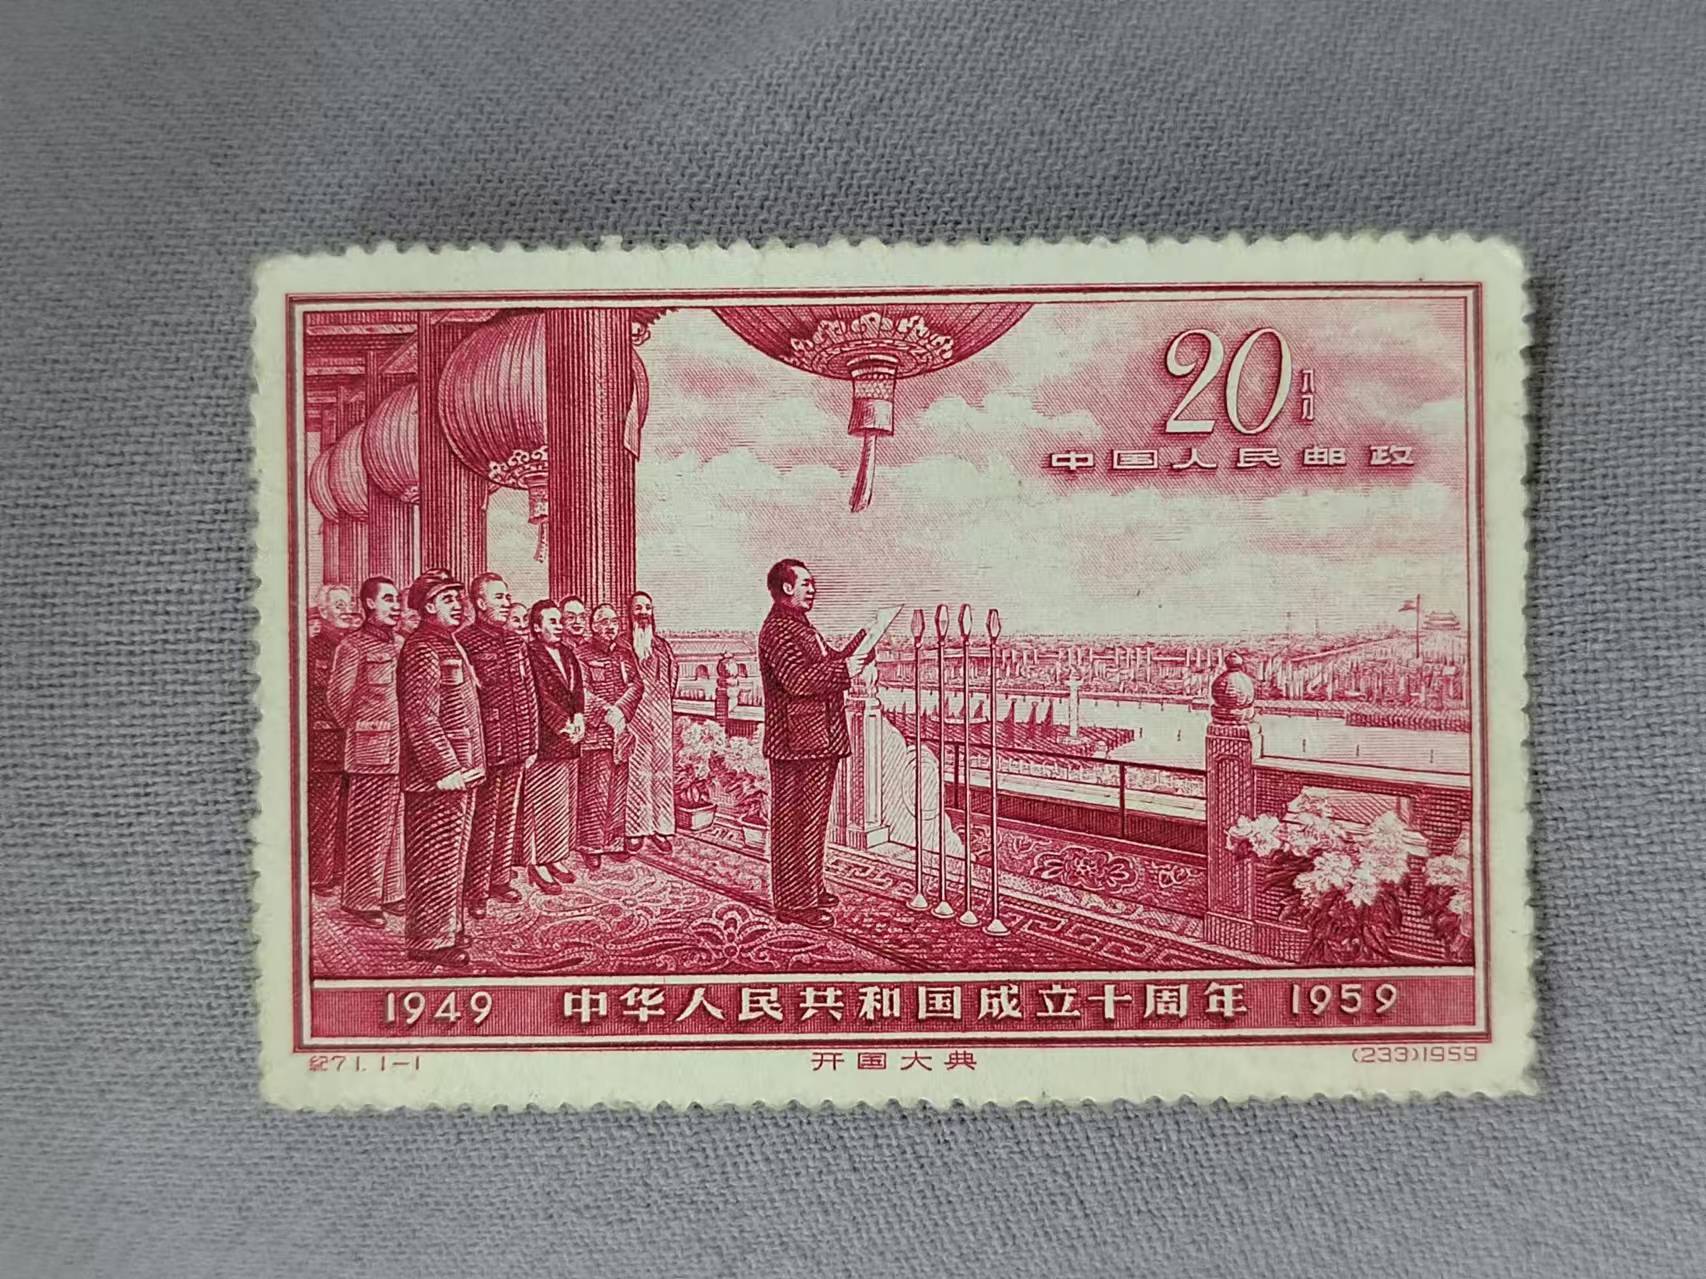 20分
中国人民邮政
1949 中华人民共和国成立十周年 1959
纪71.1-1 开国大典 (233)1959